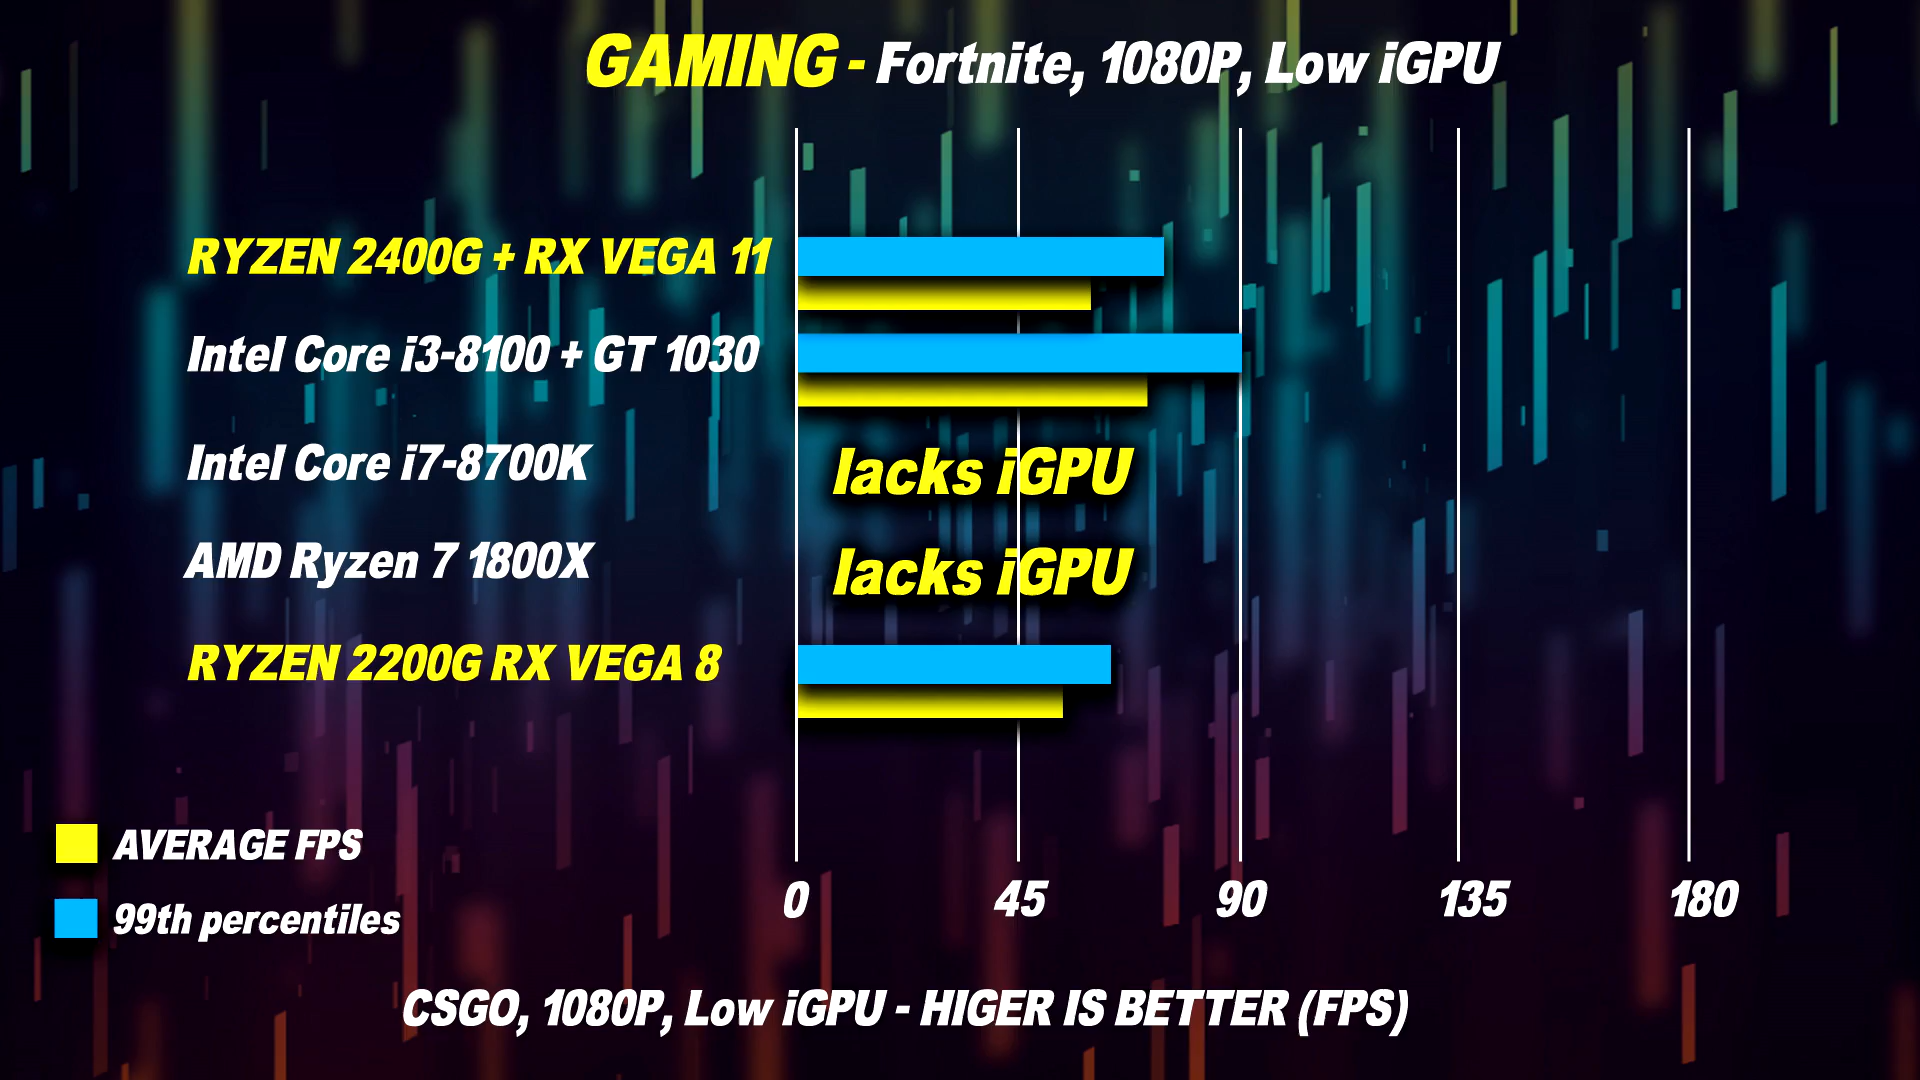 GAMING - Fortnite, 1080P, Low iGPU
RYZEN 2400G + RX VEGA 11
Intel Core i3-8100 + GT 1030
Intel Core i7-8700K
lacks iGPU
AMD Ryzen 7 1800X
lacks iGPU
RYZEN 2200G RX VEGA 8
AVERAGE FPS
99th percentiles
0 45 90 135 180
CSGO, 1080P, Low iGPU - HIGER IS BETTER (FPS)